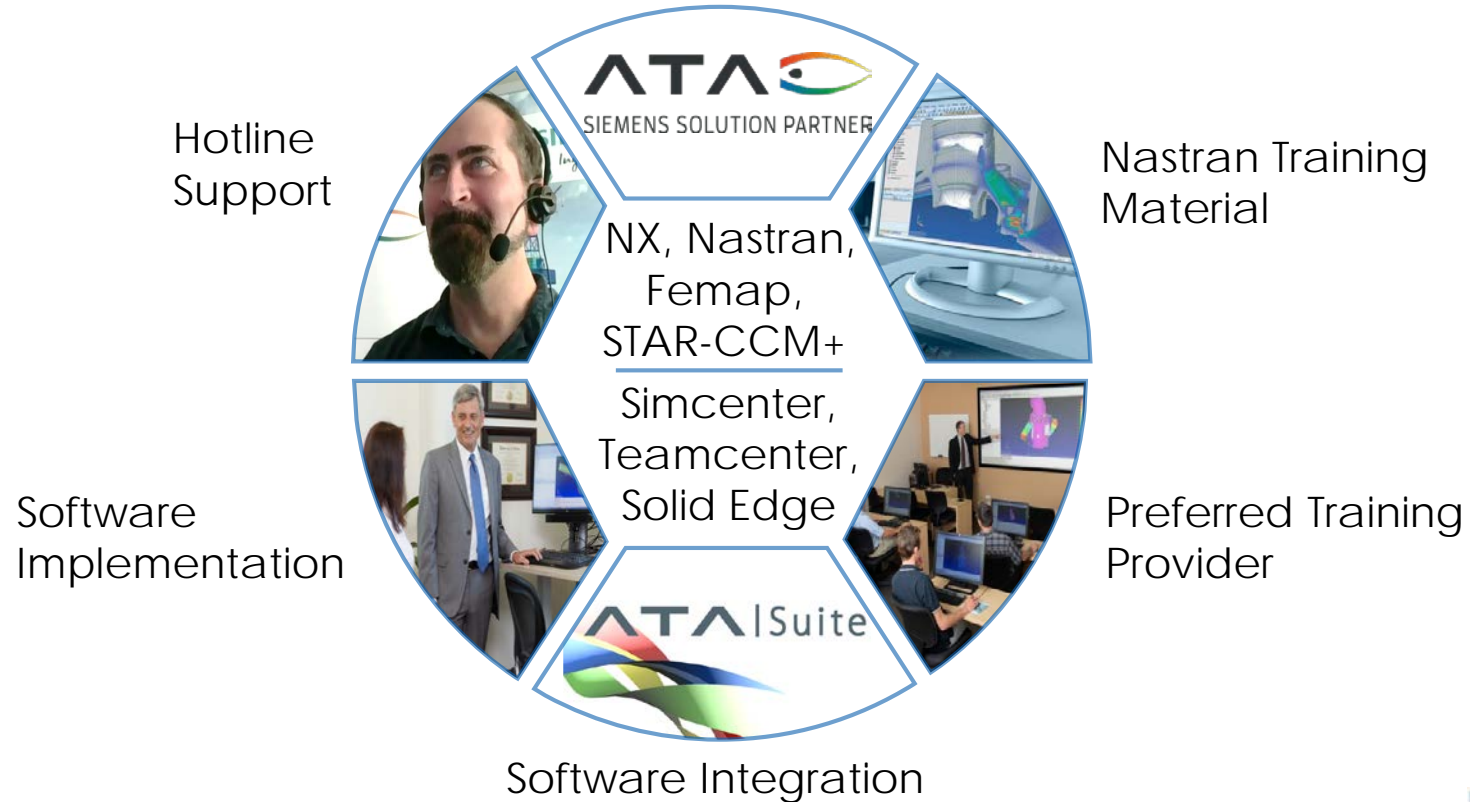 ATA
SIEMENS SOLUTION PARTNER
Hotline
Support
Nastran Training
Material
NX, Nastran,
Femap,
STAR-CCM+
Simcenter,
Teamcenter,
Solid Edge
Software
Implementation
Preferred Training
Provider
ATA|Suite
Software Integration